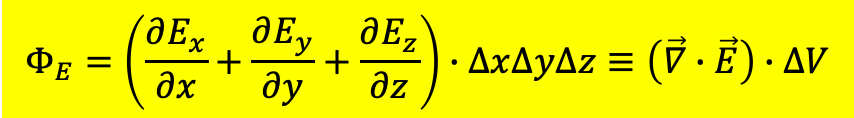 Φ_E = (∂E_x/∂x + ∂E_y/∂y + ∂E_z/∂z) · ΔxΔyΔz ≡ (∇⃗ · E⃗) · ΔV